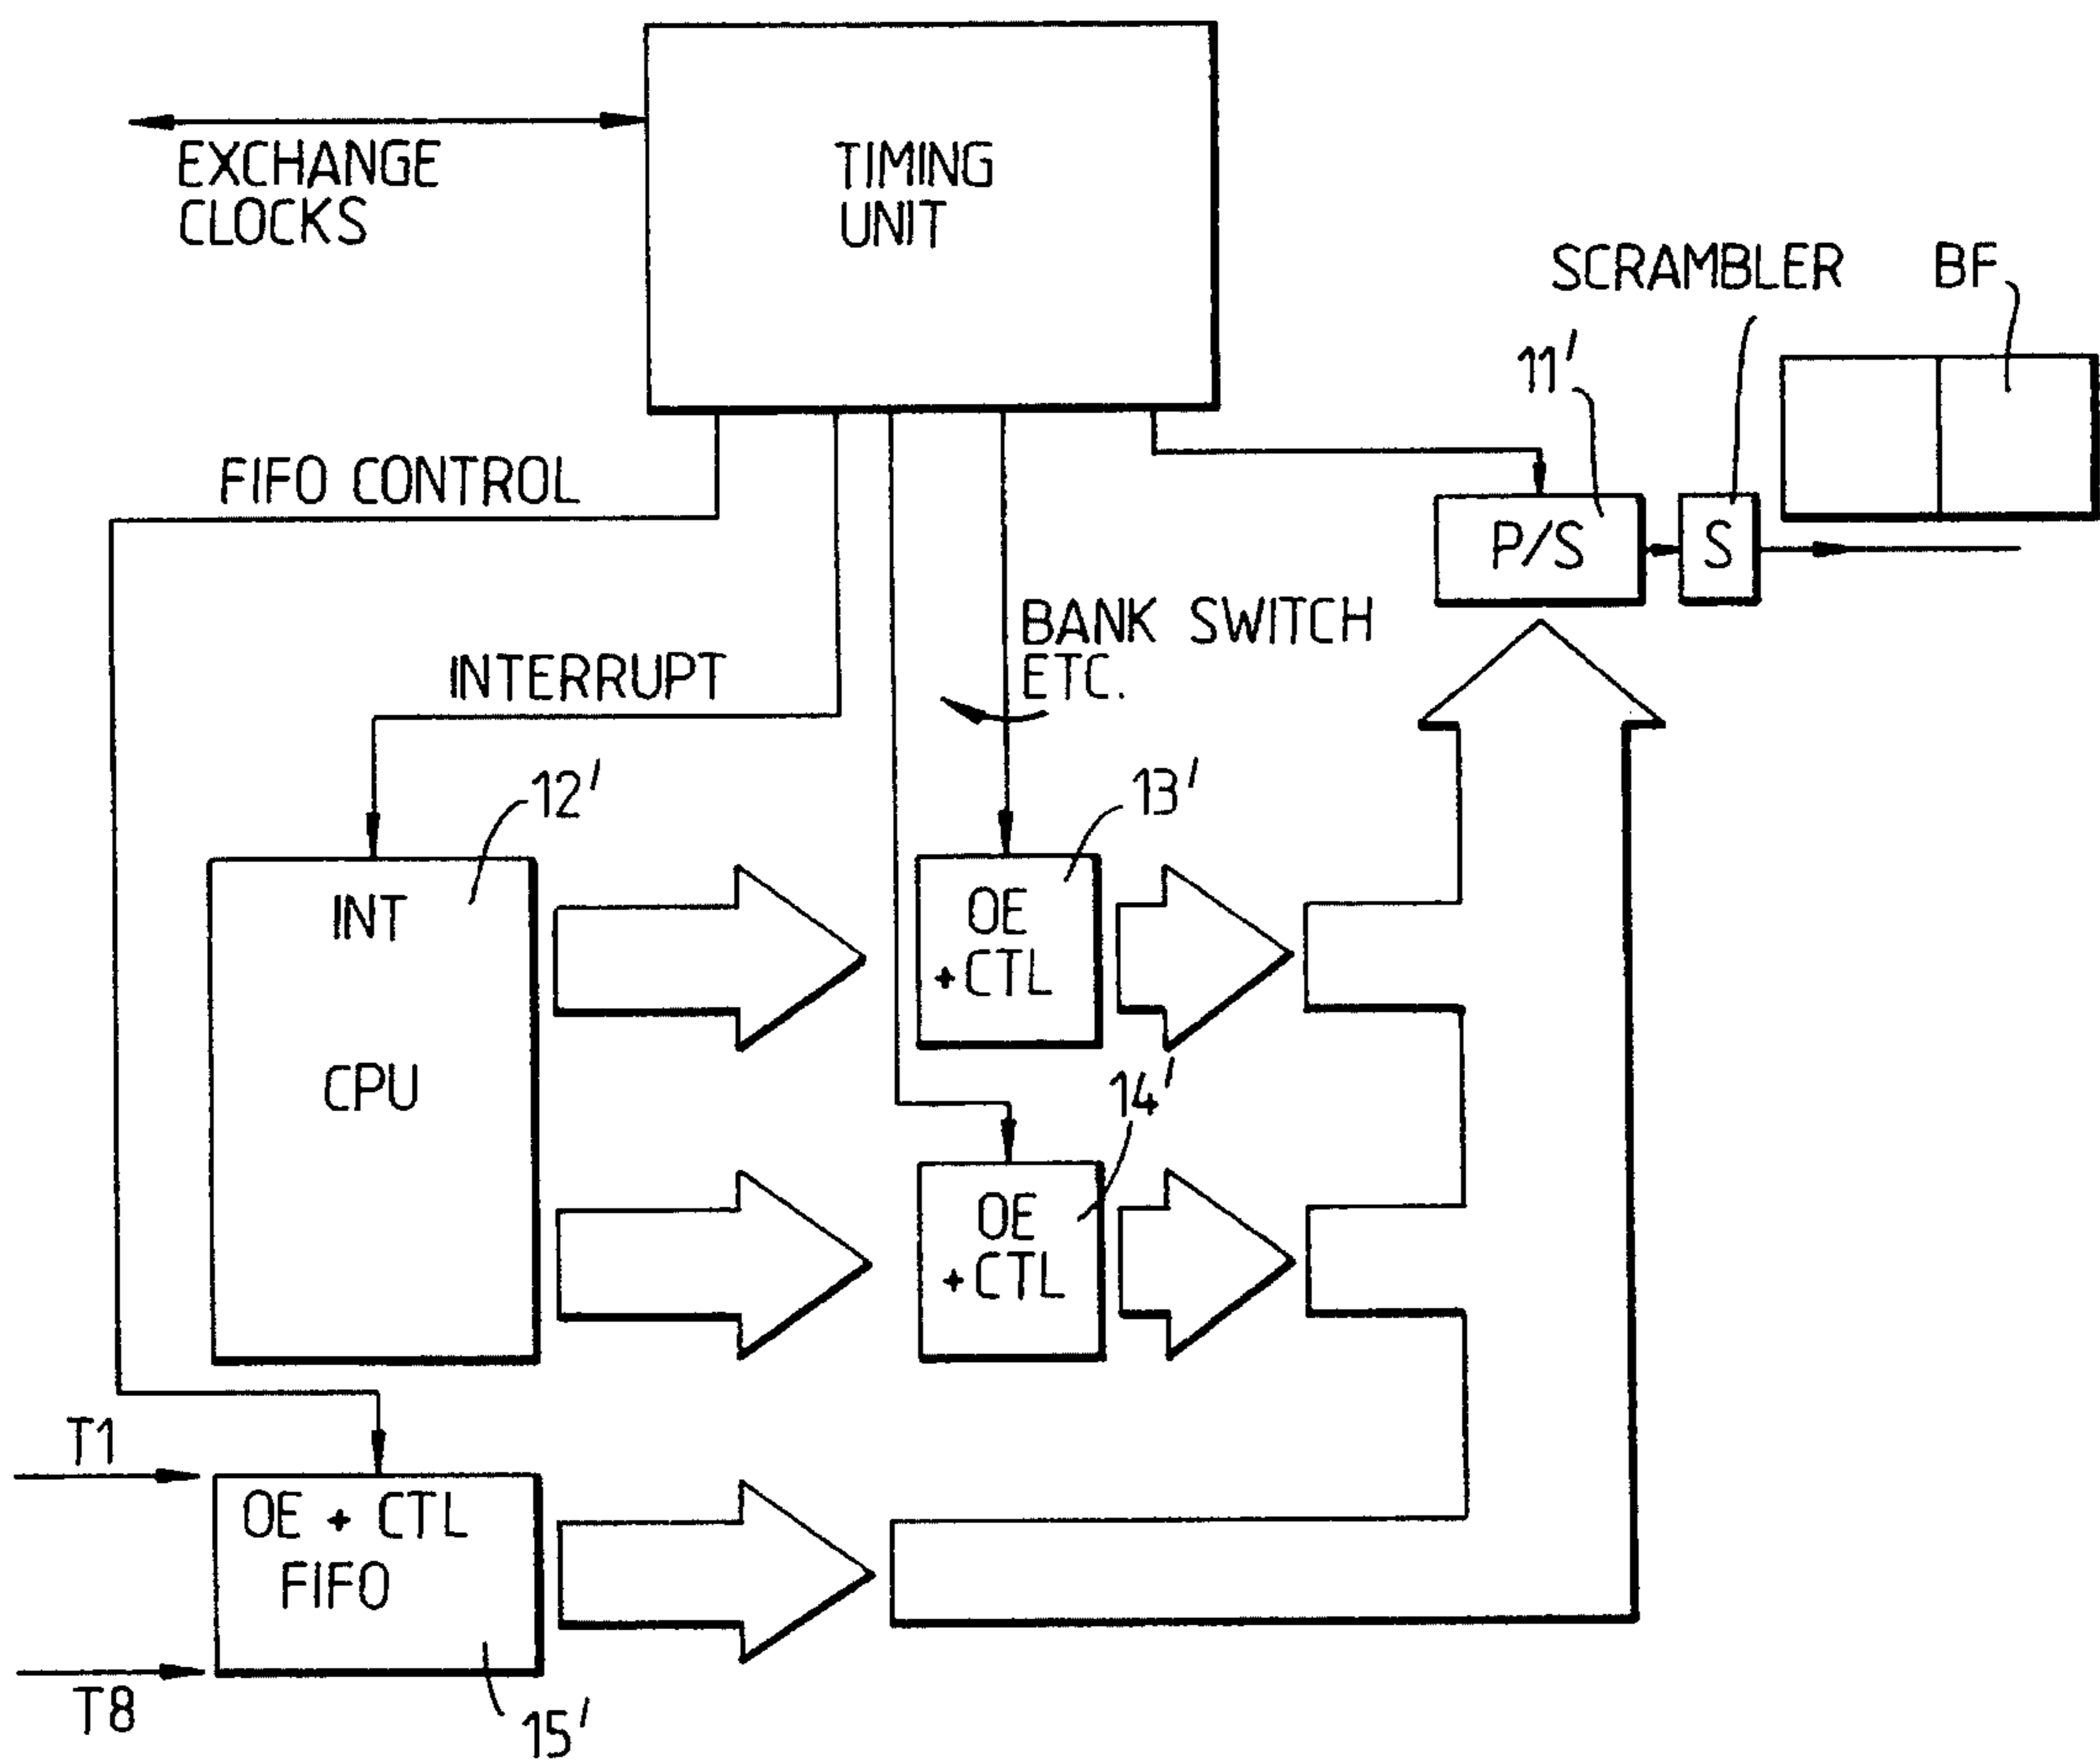 EXCHANGE
CLOCKS
TIMING
UNIT
SCRAMBLER
BF
11'
FIFO CONTROL
P/S
S
BANK SWITCH
ETC.
INTERRUPT
12'
13'
INT
CPU
OE
+ CTL
14'
OE
+ CTL
T1
OE + CTL
FIFO
T8
15'